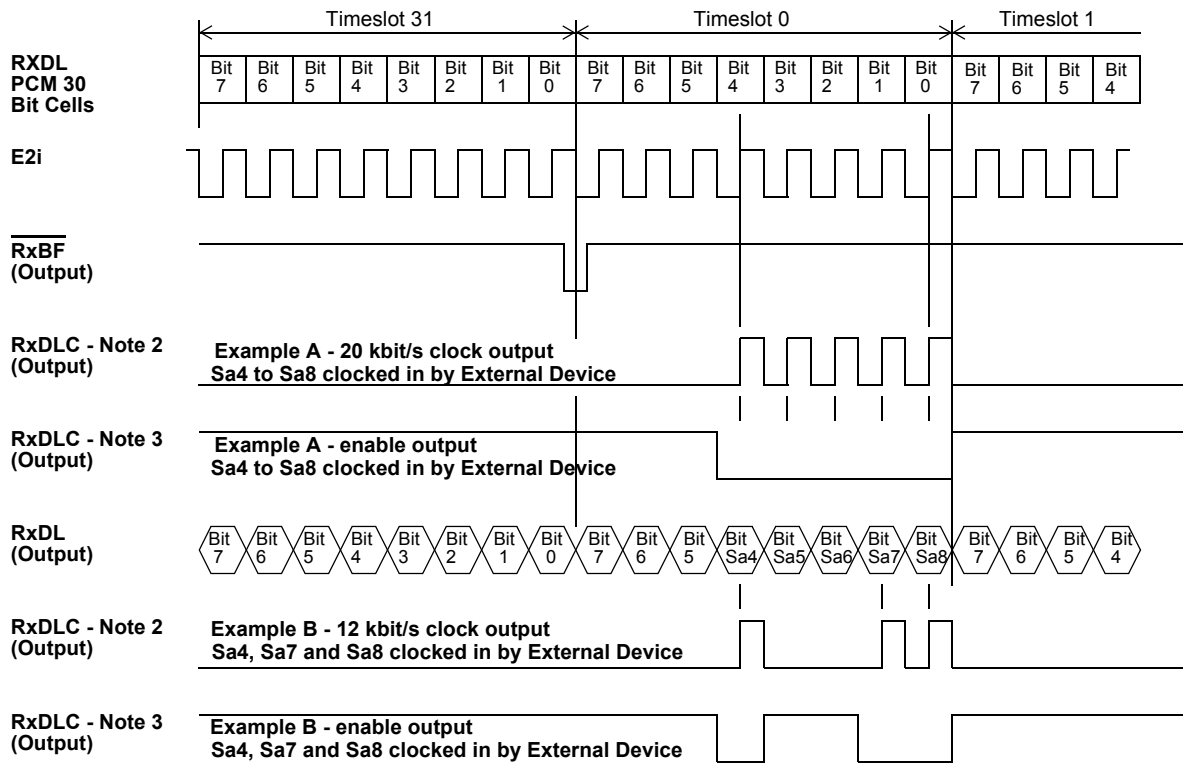 Timeslot 31 Timeslot 0 Timeslot 1
RXDL
PCM 30
Bit Cells
Bit 7 Bit 6 Bit 5 Bit 4 Bit 3 Bit 2 Bit 1 Bit 0 Bit 7 Bit 6 Bit 5 Bit 4 Bit 3 Bit 2 Bit 1 Bit 0 Bit 7 Bit 6 Bit 5 Bit 4
E2i
RxBF
(Output)
RxDLC - Note 2
(Output)
Example A - 20 kbit/s clock output
Sa4 to Sa8 clocked in by External Device
RxDLC - Note 3
(Output)
Example A - enable output
Sa4 to Sa8 clocked in by External Device
RxDL
(Output)
Bit 7 Bit 6 Bit 5 Bit 4 Bit 3 Bit 2 Bit 1 Bit 0 Bit 7 Bit 6 Bit 5 Bit Sa4 Bit Sa5 Bit Sa6 Bit Sa7 Bit Sa8 Bit 7 Bit 6 Bit 5 Bit 4
RxDLC - Note 2
(Output)
Example B - 12 kbit/s clock output
Sa4, Sa7 and Sa8 clocked in by External Device
RxDLC - Note 3
(Output)
Example B - enable output
Sa4, Sa7 and Sa8 clocked in by External Device